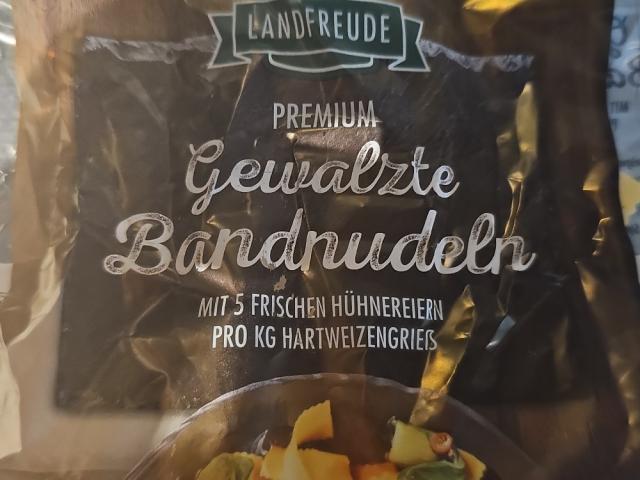 LANDFREUDE
PREMIUM
Gewalzte
Bandnudeln
MIT 5 FRISCHEN HÜHNEREIERN
PRO KG HARTWEIZENGRIEß